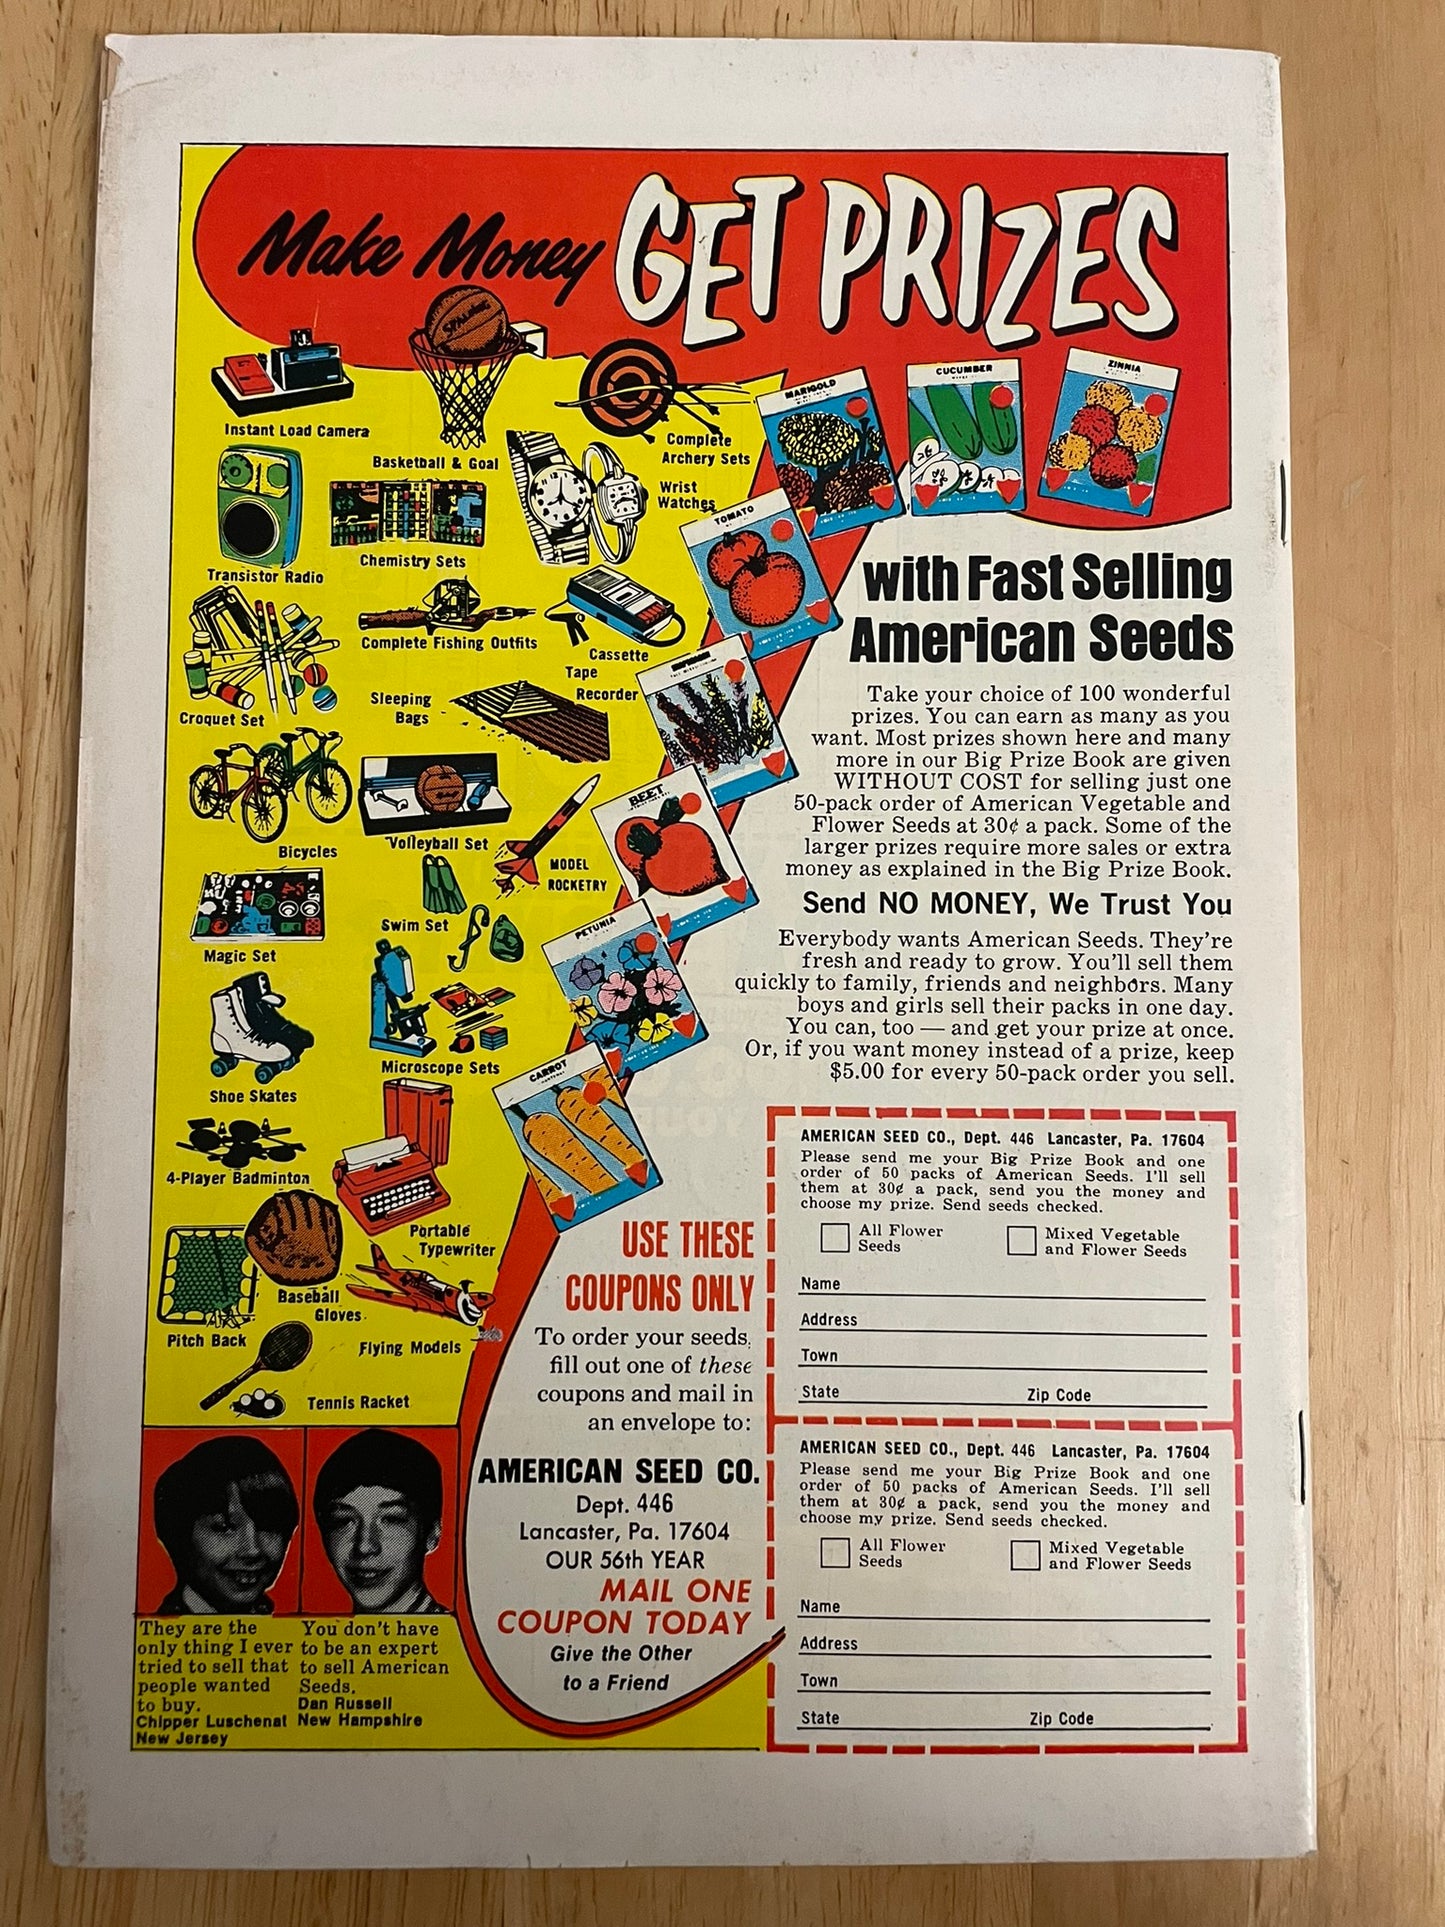 Make Money GET PRIZES
SPALDING
Instant Load Camera
Basketball & Goal
Complete
Archery Sets
Wrist
Watches
Transistor Radio
Chemistry Sets
Complete Fishing Outfits
Cassette
Tape
Recorder
Croquet Set
Sleeping
Bags
Bicycles
Volleyball Set
MODEL
ROCKETRY
Magic Set
Swim Set
Shoe Skates
Microscope Sets
4-Player Badminton
Portable
Typewriter
Baseball
Gloves
Pitch Back
Flying Models
Tennis Racket
MARIGOLD
CUCUMBER
ZINNIA
TOMATO
BEET
PETUNIA
CARROT
with Fast Selling
American Seeds
Take your choice of 100 wonderful
prizes. You can earn as many as you
want. Most prizes shown here and many
more in our Big Prize Book are given
WITHOUT COST for selling just one
50-pack order of American Vegetable and
Flower Seeds at 30¢ a pack. Some of the
larger prizes require more sales or extra
money as explained in the Big Prize Book.
Send NO MONEY, We Trust You
Everybody wants American Seeds. They're
fresh and ready to grow. You'll sell them
quickly to family, friends and neighbors. Many
boys and girls sell their packs in one day.
You can, too — and get your prize at once.
Or, if you want money instead of a prize, keep
$5.00 for every 50-pack order you sell.
USE THESE
COUPONS ONLY
To order your seeds,
fill out one of these
coupons and mail in
an envelope to:
AMERICAN SEED CO.
Dept. 446
Lancaster, Pa. 17604
OUR 56th YEAR
MAIL ONE
COUPON TODAY
Give the Other
to a Friend
AMERICAN SEED CO., Dept. 446 Lancaster, Pa. 17604
Please send me your Big Prize Book and one
order of 50 packs of American Seeds. I'll sell
them at 30¢ a pack, send you the money and
choose my prize. Send seeds checked.
All Flower
Seeds
Mixed Vegetable
and Flower Seeds
Name
Address
Town
State Zip Code
AMERICAN SEED CO., Dept. 446 Lancaster, Pa. 17604
Please send me your Big Prize Book and one
order of 50 packs of American Seeds. I'll sell
them at 30¢ a pack, send you the money and
choose my prize. Send seeds checked.
All Flower
Seeds
Mixed Vegetable
and Flower Seeds
Name
Address
Town
State Zip Code
They are the
only thing I ever
tried to sell that
people wanted
to buy.
Chipper Luschenat
New Jersey
You don't have
to be an expert
to sell American
Seeds.
Dan Russell
New Hampshire